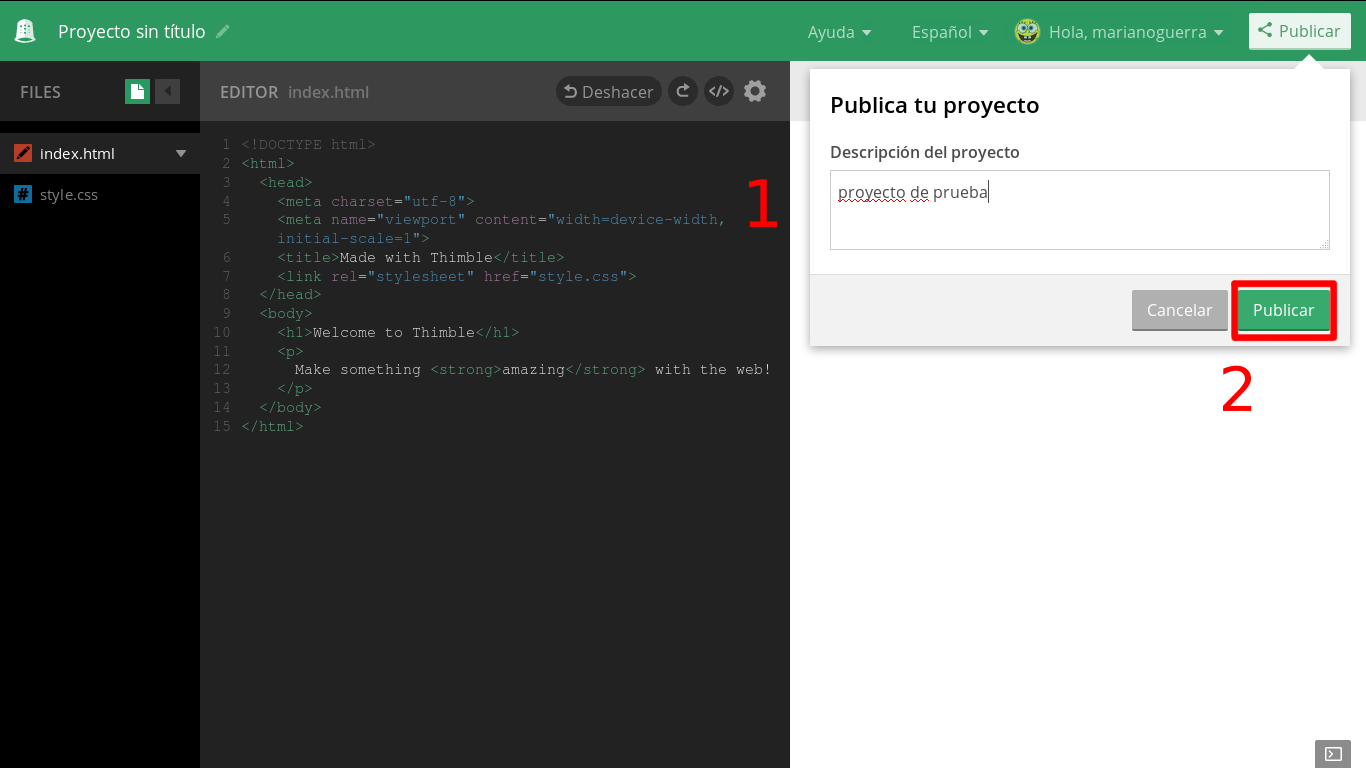 Proyecto sin título
Ayuda
Español
Hola, marianoguerra
Publicar
FILES
index.html
style.css
EDITOR index.html
Deshacer
1 <!DOCTYPE html>
2 <html>
3 <head>
4 <meta charset="utf-8">
5 <meta name="viewport" content="width=device-width,
initial-scale=1">
6 <title>Made with Thimble</title>
7 <link rel="stylesheet" href="style.css">
8 </head>
9 <body>
10 <h1>Welcome to Thimble</h1>
11 <p>
12 Make something <strong>amazing</strong> with the web!
13 </p>
14 </body>
15 </html>
Publica tu proyecto
Descripción del proyecto
1
proyecto de prueba
Cancelar
Publicar
2